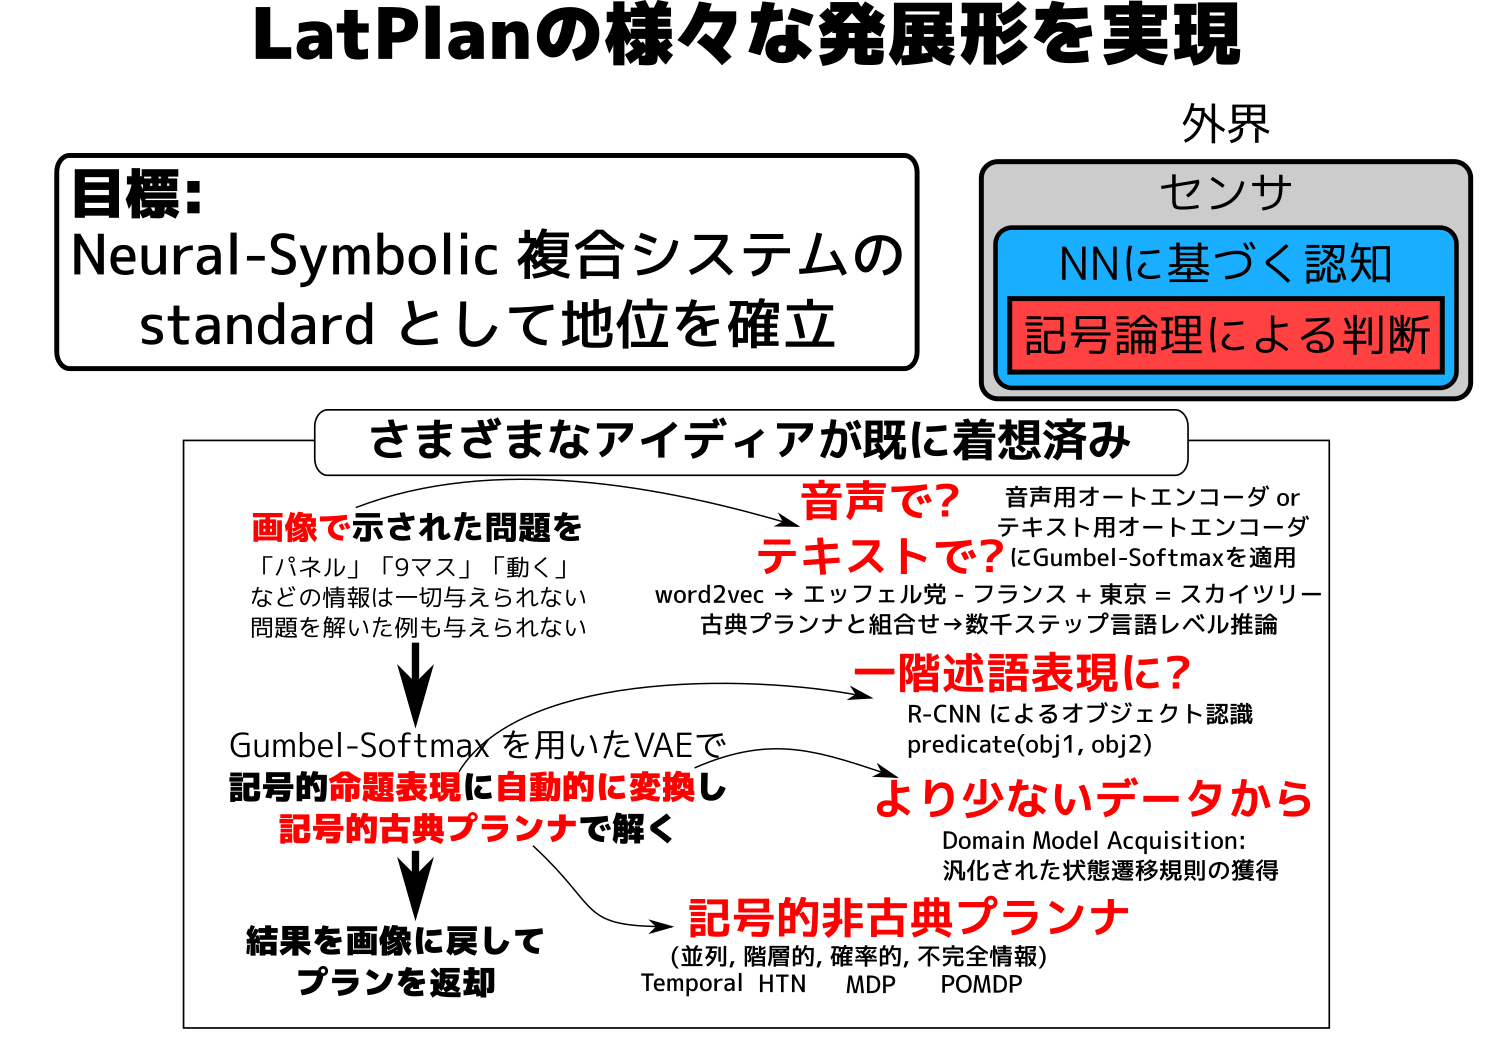 LatPlanの様々な発展形を実現
目標:
Neural-Symbolic 複合システムの
standard として地位を確立
外界
センサ
NNに基づく認知
記号論理による判断
さまざまなアイディアが既に着想済み
画像で示された問題を
「パネル」「9マス」「動く」
などの情報は一切与えられない
問題を解いた例も与えられない
Gumbel-Softmax を用いたVAEで
記号的命題表現に自動的に変換し
記号的古典プランナで解く
結果を画像に戻して
プランを返却
音声で?
テキストで?
音声用オートエンコーダ or
テキスト用オートエンコーダ
にGumbel-Softmaxを適用
word2vec → エッフェル党 - フランス + 東京 = スカイツリー
古典プランナと組合せ→数千ステップ言語レベル推論
一階述語表現に?
R-CNN によるオブジェクト認識
predicate(obj1, obj2)
より少ないデータから
Domain Model Acquisition:
汎化された状態遷移規則の獲得
記号的非古典プランナ
(並列, 階層的, 確率的, 不完全情報)
Temporal HTN MDP POMDP